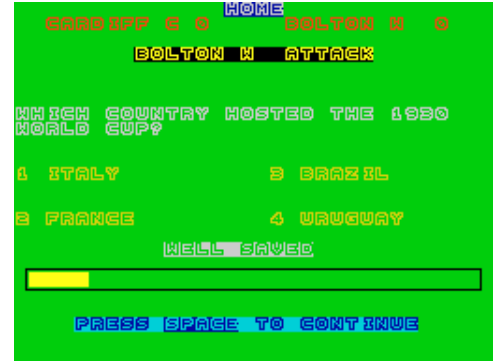 HOME
CARDIFF C 0 BOLTON W 0
BOLTON W ATTACK
WHICH COUNTRY HOSTED THE 1930
WORLD CUP?
1 ITALY 3 BRAZIL
2 FRANCE 4 URUGUAY
WELL SAVED
PRESS SPACE TO CONTINUE